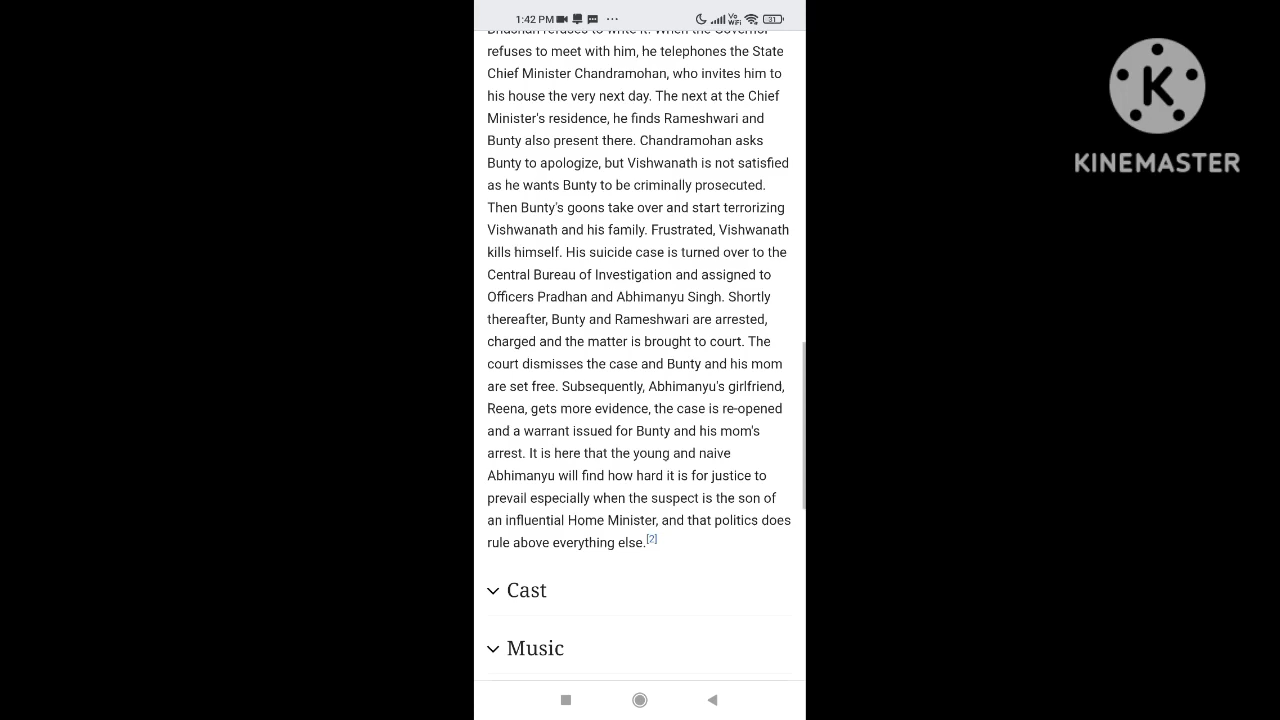 1:42 PM
Vo
WiFi
31
Bhushan refuses to write it. When the Governor
refuses to meet with him, he telephones the State
Chief Minister Chandramohan, who invites him to
his house the very next day. The next at the Chief
Minister's residence, he finds Rameshwari and
Bunty also present there. Chandramohan asks
Bunty to apologize, but Vishwanath is not satisfied
as he wants Bunty to be criminally prosecuted.
Then Bunty's goons take over and start terrorizing
Vishwanath and his family. Frustrated, Vishwanath
kills himself. His suicide case is turned over to the
Central Bureau of Investigation and assigned to
Officers Pradhan and Abhimanyu Singh. Shortly
thereafter, Bunty and Rameshwari are arrested,
charged and the matter is brought to court. The
court dismisses the case and Bunty and his mom
are set free. Subsequently, Abhimanyu's girlfriend,
Reena, gets more evidence, the case is re-opened
and a warrant issued for Bunty and his mom's
arrest. It is here that the young and naive
Abhimanyu will find how hard it is for justice to
prevail especially when the suspect is the son of
an influential Home Minister, and that politics does
rule above everything else.[2]
Cast
Music
K
KINEMASTER